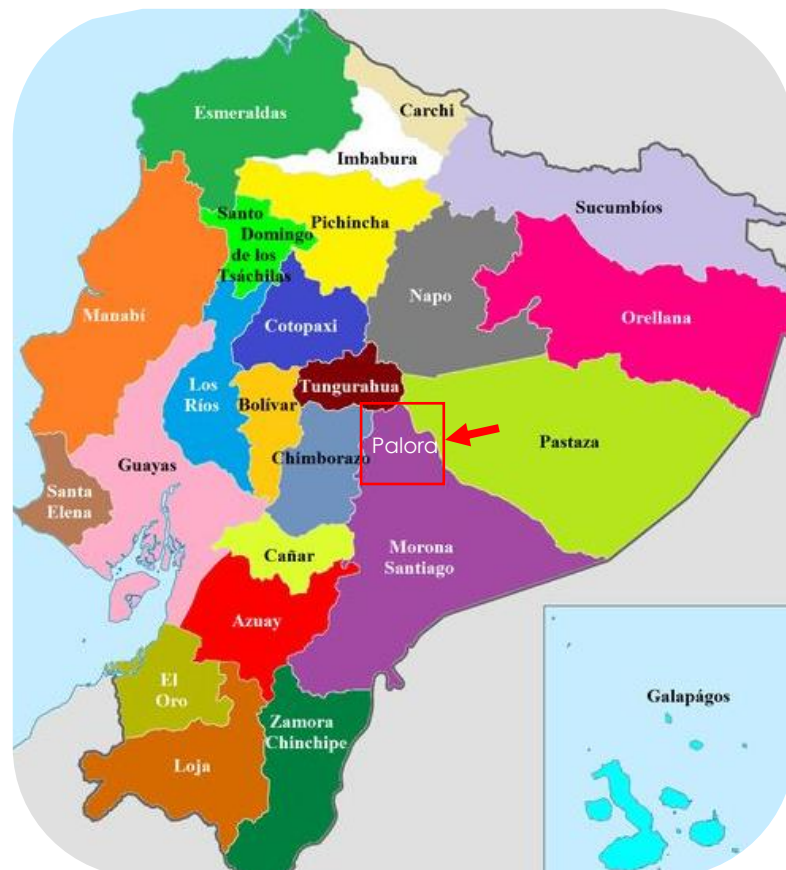 Esmeraldas
Carchi
Imbabura
Sucumbíos
Santo
Domingo
de los
Tsáchilas
Pichincha
Napo
Orellana
Manabí
Cotopaxi
Los
Ríos
Bolívar
Tungurahua
Palora
Pastaza
Guayas
Chimborazo
Santa
Elena
Cañar
Morona
Santiago
Azuay
El
Oro
Zamora
Chinchipe
Loja
Galapágos